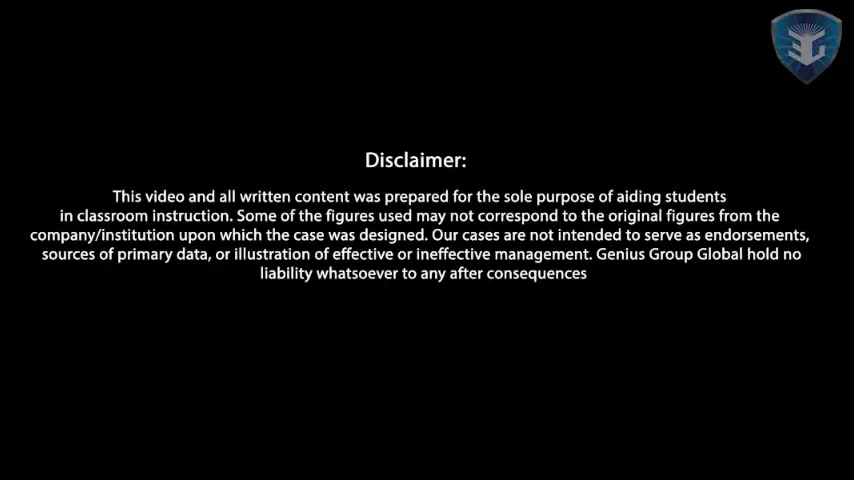 Disclaimer:
This video and all written content was prepared for the sole purpose of aiding students
in classroom instruction. Some of the figures used may not correspond to the original figures from the
company/institution upon which the case was designed. Our cases are not intended to serve as endorsements,
sources of primary data, or illustration of effective or ineffective management. Genius Group Global hold no
liability whatsoever to any after consequences